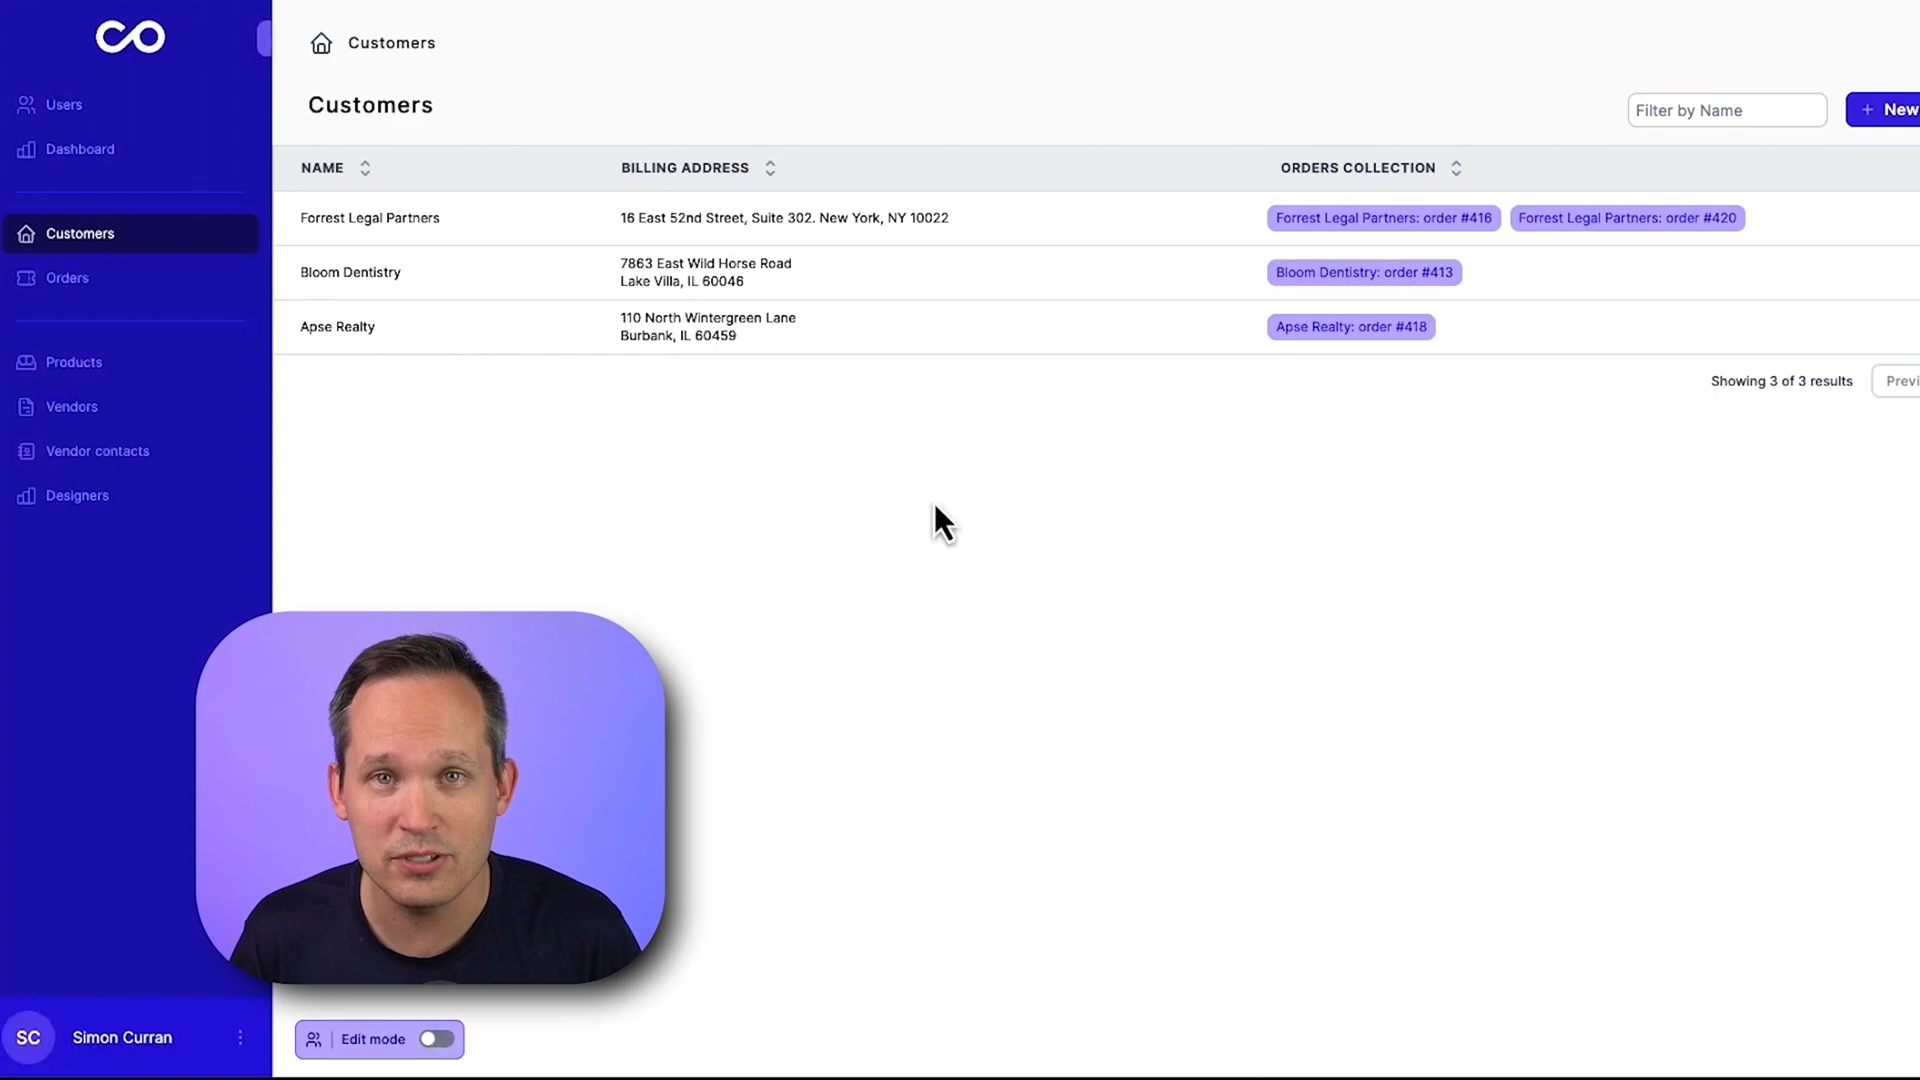 CO
Users
Dashboard
Customers
Orders
Products
Vendors
Vendor contacts
Designers
SC
Simon Curran
Customers
Customers
Filter by Name
+ New
NAME
BILLING ADDRESS
ORDERS COLLECTION
Forrest Legal Partners
16 East 52nd Street, Suite 302. New York, NY 10022
Forrest Legal Partners: order #416
Forrest Legal Partners: order #420
Bloom Dentistry
7863 East Wild Horse Road
Lake Villa, IL 60046
Bloom Dentistry: order #413
Apse Realty
110 North Wintergreen Lane
Burbank, IL 60459
Apse Realty: order #418
Showing 3 of 3 results
Previ
Edit mode